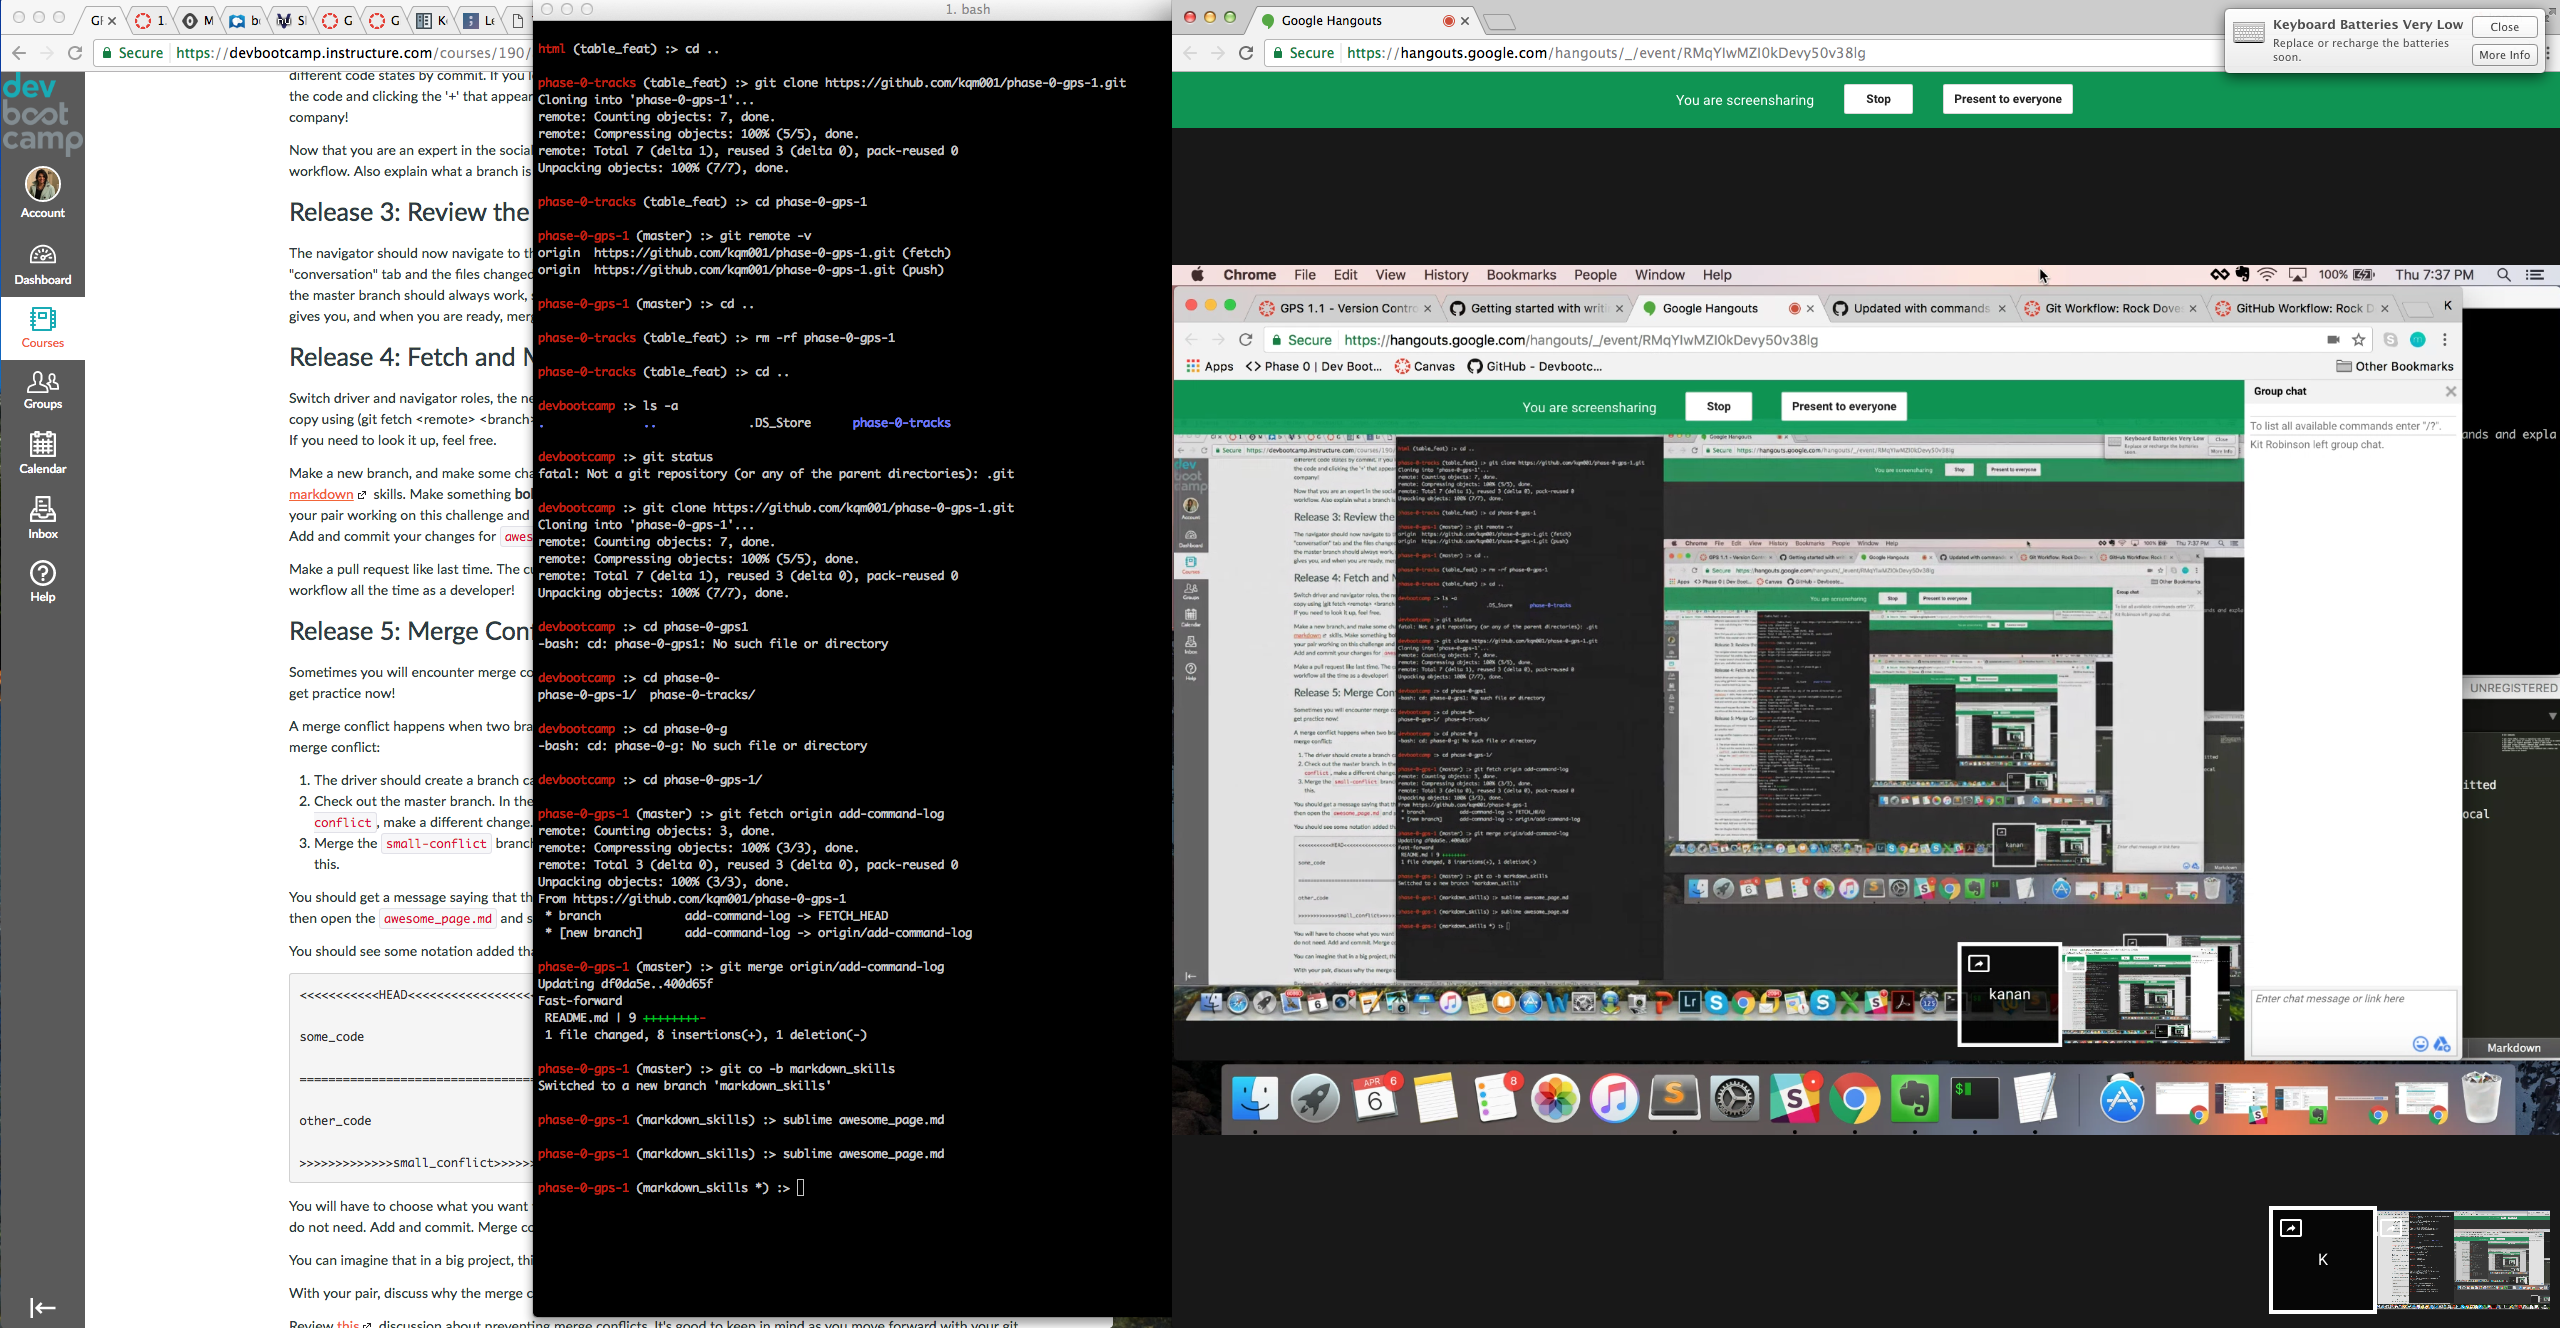 GF
1.
M
b
S
G
G
K
Le
Secure https://devbootcamp.instructure.com/courses/190/
dev
boot
camp
Account
Dashboard
Courses
Groups
Calendar
Inbox
Help
different code states by commit. If you l
the code and clicking the '+' that appear
company!
Now that you are an expert in the social
workflow. Also explain what a branch is
Release 3: Review the
The navigator should now navigate to th
"conversation" tab and the files changed
the master branch should always work,
gives you, and when you are ready, merg
Release 4: Fetch and M
Switch driver and navigator roles, the ne
copy using (git fetch <remote> <branch>
If you need to look it up, feel free.
Make a new branch, and make some cha
markdown skills. Make something bol
your pair working on this challenge and
Add and commit your changes for awes
Make a pull request like last time. The cu
workflow all the time as a developer!
Release 5: Merge Conf
Sometimes you will encounter merge co
get practice now!
A merge conflict happens when two bra
merge conflict:
1. The driver should create a branch ca
2. Check out the master branch. In the
conflict, make a different change.
3. Merge the small-conflict branch
this.
You should get a message saying that th
then open the awesome_page.md and s
You should see some notation added tha
<<<<<<<<<<<HEAD<<<<<<<<<<<<<<<<<
some_code
=================================
other_code
>>>>>>>>>>>>>small_conflict>>>>>>
You will have to choose what you want
do not need. Add and commit. Merge co
You can imagine that in a big project, thi
With your pair, discuss why the merge c
Review this discussion about preventing merge conflicts. It's good to keep in mind as you move forward with your git
1. bash
html (table_feat) :> cd ..
phase-0-tracks (table_feat) :> git clone https://github.com/kqm001/phase-0-gps-1.git
Cloning into 'phase-0-gps-1'...
remote: Counting objects: 7, done.
remote: Compressing objects: 100% (5/5), done.
remote: Total 7 (delta 1), reused 3 (delta 0), pack-reused 0
Unpacking objects: 100% (7/7), done.
phase-0-tracks (table_feat) :> cd phase-0-gps-1
phase-0-gps-1 (master) :> git remote -v
origin https://github.com/kqm001/phase-0-gps-1.git (fetch)
origin https://github.com/kqm001/phase-0-gps-1.git (push)
phase-0-gps-1 (master) :> cd ..
phase-0-tracks (table_feat) :> rm -rf phase-0-gps-1
phase-0-tracks (table_feat) :> cd ..
devbootcamp :> ls -a
. .. .DS_Store phase-0-tracks
devbootcamp :> git status
fatal: Not a git repository (or any of the parent directories): .git
devbootcamp :> git clone https://github.com/kqm001/phase-0-gps-1.git
Cloning into 'phase-0-gps-1'...
remote: Counting objects: 7, done.
remote: Compressing objects: 100% (5/5), done.
remote: Total 7 (delta 1), reused 3 (delta 0), pack-reused 0
Unpacking objects: 100% (7/7), done.
devbootcamp :> cd phase-0-gps1
-bash: cd: phase-0-gps1: No such file or directory
devbootcamp :> cd phase-0-
phase-0-gps-1/ phase-0-tracks/
devbootcamp :> cd phase-0-g
-bash: cd: phase-0-g: No such file or directory
devbootcamp :> cd phase-0-gps-1/
phase-0-gps-1 (master) :> git fetch origin add-command-log
remote: Counting objects: 3, done.
remote: Compressing objects: 100% (3/3), done.
remote: Total 3 (delta 0), reused 3 (delta 0), pack-reused 0
Unpacking objects: 100% (3/3), done.
From https://github.com/kqm001/phase-0-gps-1
* branch add-command-log -> FETCH_HEAD
* [new branch] add-command-log -> origin/add-command-log
phase-0-gps-1 (master) :> git merge origin/add-command-log
Updating df0da5e..400d65f
Fast-forward
README.md | 9 ++++++++-
1 file changed, 8 insertions(+), 1 deletion(-)
phase-0-gps-1 (master) :> git co -b markdown_skills
Switched to a new branch 'markdown_skills'
phase-0-gps-1 (markdown_skills) :> sublime awesome_page.md
phase-0-gps-1 (markdown_skills) :> sublime awesome_page.md
phase-0-gps-1 (markdown_skills *) :>
Google Hangouts
Secure https://hangouts.google.com/hangouts/_/event/RMqYIwMZI0kDevy50v38lg
Keyboard Batteries Very Low
Replace or recharge the batteries
soon.
Close
More Info
You are screensharing Stop Present to everyone
Chrome File Edit View History Bookmarks People Window Help
100% Thu 7:37 PM
GPS 1.1 - Version Contro
Getting started with writi
Google Hangouts
Updated with commands
Git Workflow: Rock Dove
GitHub Workflow: Rock D
K
Secure https://hangouts.google.com/hangouts/_/event/RMqYIwMZI0kDevy50v38lg
Apps Phase 0 | Dev Boot... Canvas GitHub - Devbootc... Other Bookmarks
You are screensharing Stop Present to everyone
Group chat
To list all available commands enter "/?".
Kit Robinson left group chat.
ands and expla
UNREGISTERED
itted
ocal
kanan
Enter chat message or link here
Markdown
APR 6
6
8
K